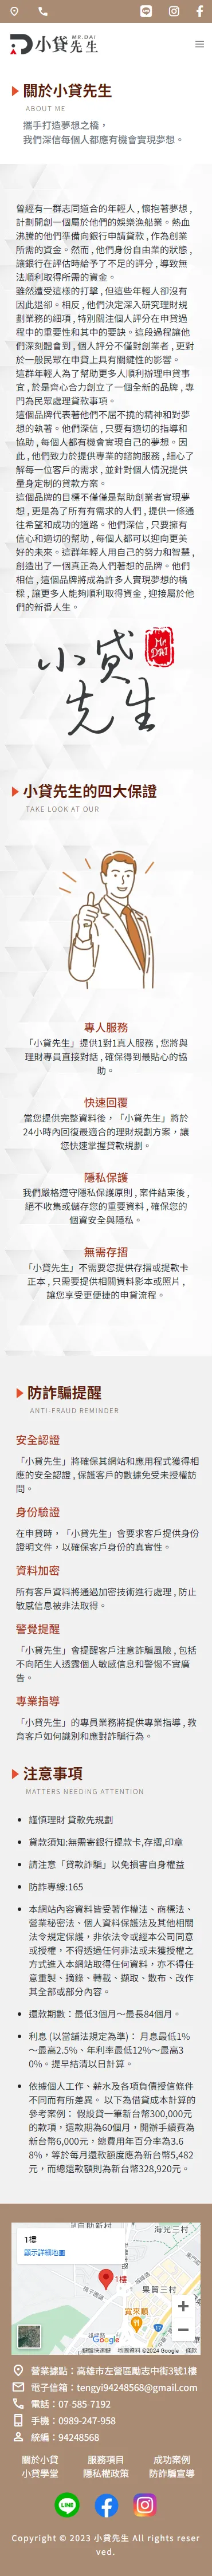 MR.DAI
小貸先生
關於小貸先生
ABOUT ME
攜手打造夢想之橋，
我們深信每個人都應有機會實現夢想。
曾經有一群志同道合的年輕人 , 懷抱著夢想 ,
計劃開創一個屬於他們的娛樂漁船業。熱血
沸騰的他們準備向銀行申請貸款 , 作為創業
所需的資金。然而 , 他們身份自由業的狀態 ,
讓銀行在評估時給予了不足的評分 , 導致無
法順利取得所需的資金。
雖然遭受這樣的打擊 , 但這些年輕人卻沒有
因此退卻。相反 , 他們決定深入研究理財規
劃業務的細項 , 特別關注個人評分在申貸過
程中的重要性和其中的要訣。這段過程讓他
們深刻體會到 , 個人評分不僅對創業者 , 更對
於一般民眾在申貸上具有關鍵性的影響。
這群年輕人為了幫助更多人順利辦理申貸事
宜 , 於是齊心合力創立了一個全新的品牌 , 專
門為民眾處理貸款事項。
這個品牌代表著他們不屈不撓的精神和對夢
想的執著。他們深信 , 只要有適切的指導和
協助 , 每個人都有機會實現自己的夢想。因
此 , 他們致力於提供專業的諮詢服務 , 細心了
解每一位客戶的需求 , 並針對個人情況提供
量身定制的貸款方案。
這個品牌的目標不僅僅是幫助創業者實現夢
想 , 更是為了所有有需求的人們 , 提供一條通
往希望和成功的道路。他們深信 , 只要擁有
信心和適切的幫助 , 每個人都可以迎向更美
好的未來。這群年輕人用自己的努力和智慧 ,
創造出了一個真正為人們著想的品牌。他們
相信 , 這個品牌將成為許多人實現夢想的橋
樑 , 讓更多人能夠順利取得資金 , 迎接屬於他
們的新番人生。
小貸先生
小貸先生的四大保證
TAKE LOOK AT OUR
專人服務
「小貸先生」提供1對1真人服務 , 您將與
理財專員直接對話 , 確保得到最貼心的協
助。
快速回覆
當您提供完整資料後，「小貸先生」將於
24小時內回復最適合的理財規劃方案，讓
您快速掌握貸款規劃。
隱私保護
我們嚴格遵守隱私保護原則 , 案件結束後 ,
絕不收集或儲存您的重要資料 , 確保您的
個資安全與隱私。
無需存摺
「小貸先生」不需要您提供存摺或提款卡
正本 , 只需要提供相關資料影本或照片 ,
讓您享受更便捷的申貸流程。
防詐騙提醒
ANTI-FRAUD REMINDER
安全認證
「小貸先生」將確保其網站和應用程式獲得相
應的安全認證 , 保護客戶的數據免受未授權訪
問。
身份驗證
在申貸時，「小貸先生」會要求客戶提供身份
證明文件，以確保客戶身份的真實性。
資料加密
所有客戶資料將通過加密技術進行處理 , 防止
敏感信息被非法取得。
警覺提醒
「小貸先生」會提醒客戶注意詐騙風險 , 包括
不向陌生人透露個人敏感信息和警惕不實廣
告。
專業指導
「小貸先生」的專員業務將提供專業指導 , 教
育客戶如何識別和應對詐騙行為。
注意事項
MATTERS NEEDING ATTENTION
謹慎理財 貸款先規劃
貸款須知:無需寄銀行提款卡,存摺,印章
請注意「貸款詐騙」以免損害自身權益
防詐專線:165
本網站內容資料皆受著作權法、商標法、
營業秘密法、個人資料保護法及其他相關
法令規定保護，非依法令或經本公司同意
或授權，不得透過任何非法或未獲授權之
方式進入本網站取得任何資料，亦不得任
意重製、摘錄、轉載、擷取、散布、改作
其全部或部分內容。
還款期數：最低3個月～最長84個月。
利息 (以當舖法規定為準)： 月息最低1%
～最高2.5%、年利率最低12%～最高3
0%。提早結清以日計算。
依據個人工作、薪水及各項負債授信條件
不同而有所差異。 以下為借貸成本計算的
參考案例： 假設貸一筆新台幣300,000元
的款項，還款期為60個月，開辦手續費為
新台幣6,000元，總費用年百分率為3.6
8%，等於每月還款額度應為新台幣5,482
元，而總還款額則為新台幣328,920元。
1樓
顯示詳細地圖
海光三村
果貿三村
1樓
寬來順
Google
鍵盤快速鍵 地圖資料 ©2024 Google 條款
營業據點：高雄市左營區勵志中街3號1樓
電子信箱：tengyi94248568@gmail.com
電話：07-585-7192
手機：0989-247-958
統編：94248568
關於小貸 服務項目 成功案例
小貸學堂 隱私權政策 防詐騙宣導
Copyright © 2023 小貸先生 All rights reser
ved.